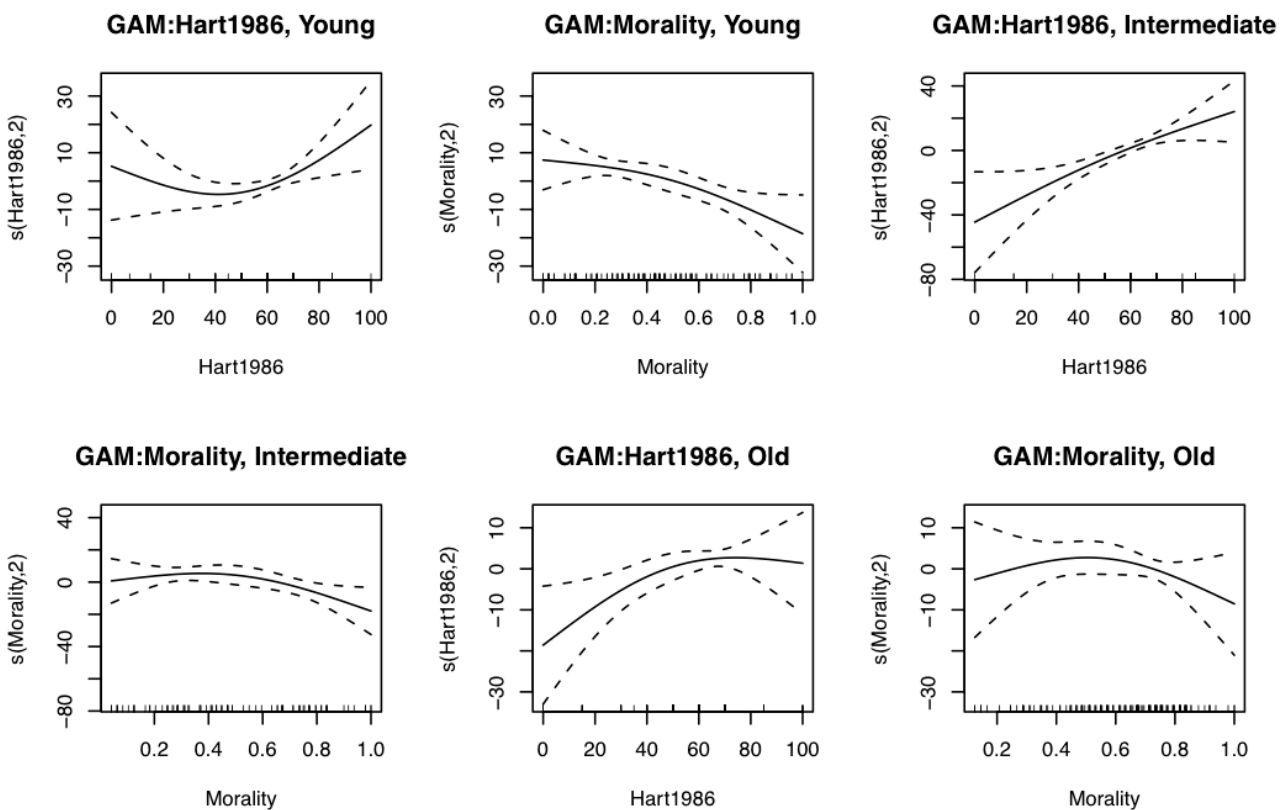 GAM:Hart1986, Young
s(Hart1986,2)
30
10
−10
−30
0 20 40 60 80 100
Hart1986
GAM:Morality, Young
s(Morality,2)
30
10
−10
−30
0.0 0.2 0.4 0.6 0.8 1.0
Morality
GAM:Hart1986, Intermediate
s(Hart1986,2)
40
0
−40
−80
0 20 40 60 80 100
Hart1986
GAM:Morality, Intermediate
s(Morality,2)
40
0
−40
−80
0.2 0.4 0.6 0.8 1.0
Morality
GAM:Hart1986, Old
s(Hart1986,2)
10
0
−10
−30
0 20 40 60 80 100
Hart1986
GAM:Morality, Old
s(Morality,2)
10
0
−10
−30
0.2 0.4 0.6 0.8 1.0
Morality